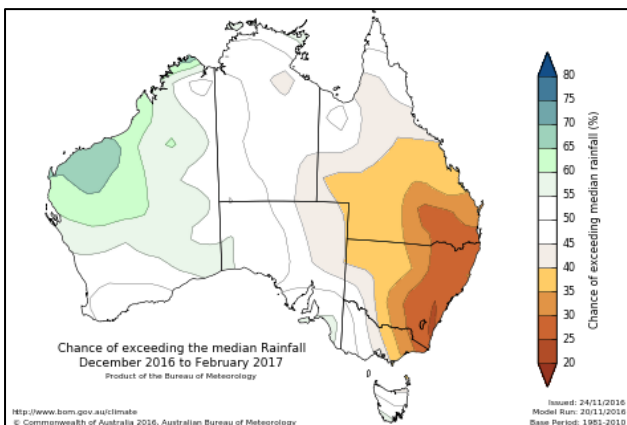 80
75
70
65
60
55
50
45
40
35
30
25
20
Chance of exceeding median rainfall (%)
Chance of exceeding the median Rainfall
December 2016 to February 2017
Product of the Bureau of Meteorology
http://www.bom.gov.au/climate
© Commonwealth of Australia 2016, Australian Bureau of Meteorology
Issued: 24/11/2016
Model Run: 20/11/2016
Base Period: 1981-2010